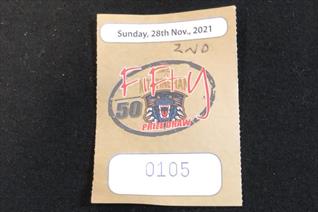 Sunday, 28th Nov., 2021
2ND
FiFty
50
PRIZE DRAW
0105